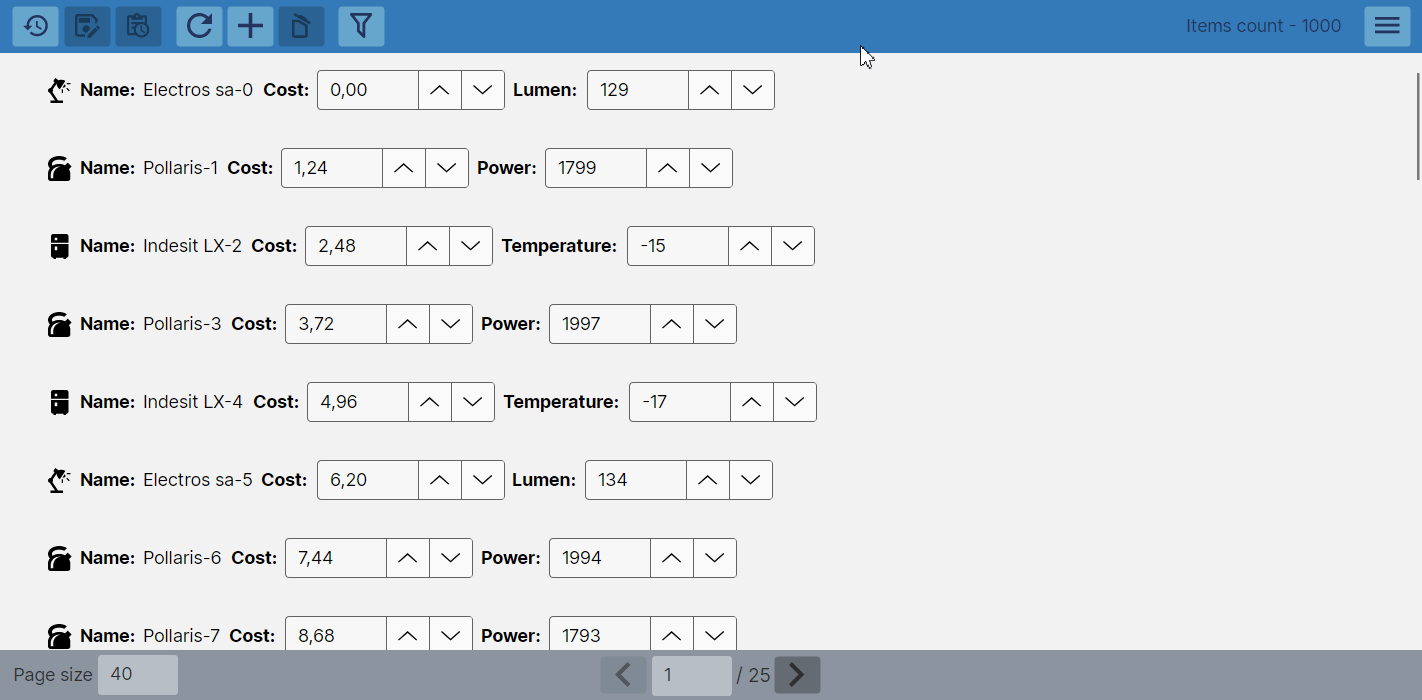 Items count - 1000
Name: Electros sa-0 Cost: 0,00 Lumen: 129
Name: Pollaris-1 Cost: 1,24 Power: 1799
Name: Indesit LX-2 Cost: 2,48 Temperature: -15
Name: Pollaris-3 Cost: 3,72 Power: 1997
Name: Indesit LX-4 Cost: 4,96 Temperature: -17
Name: Electros sa-5 Cost: 6,20 Lumen: 134
Name: Pollaris-6 Cost: 7,44 Power: 1994
Name: Pollaris-7 Cost: 8,68 Power: 1793
Page size 40 1 / 25